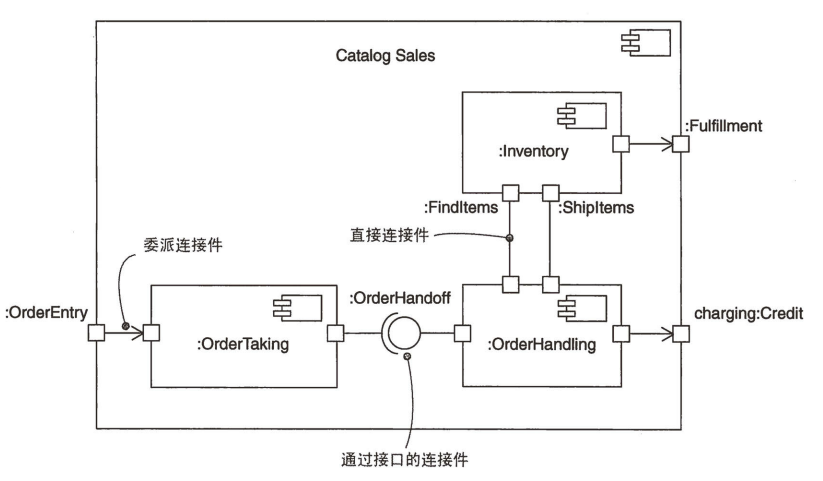 Catalog Sales
:Fulfillment
:Inventory
:FindItems
:ShipItems
直接连接件
委派连接件
:OrderEntry
:OrderHandoff
charging:Credit
:OrderTaking
:OrderHandling
通过接口的连接件